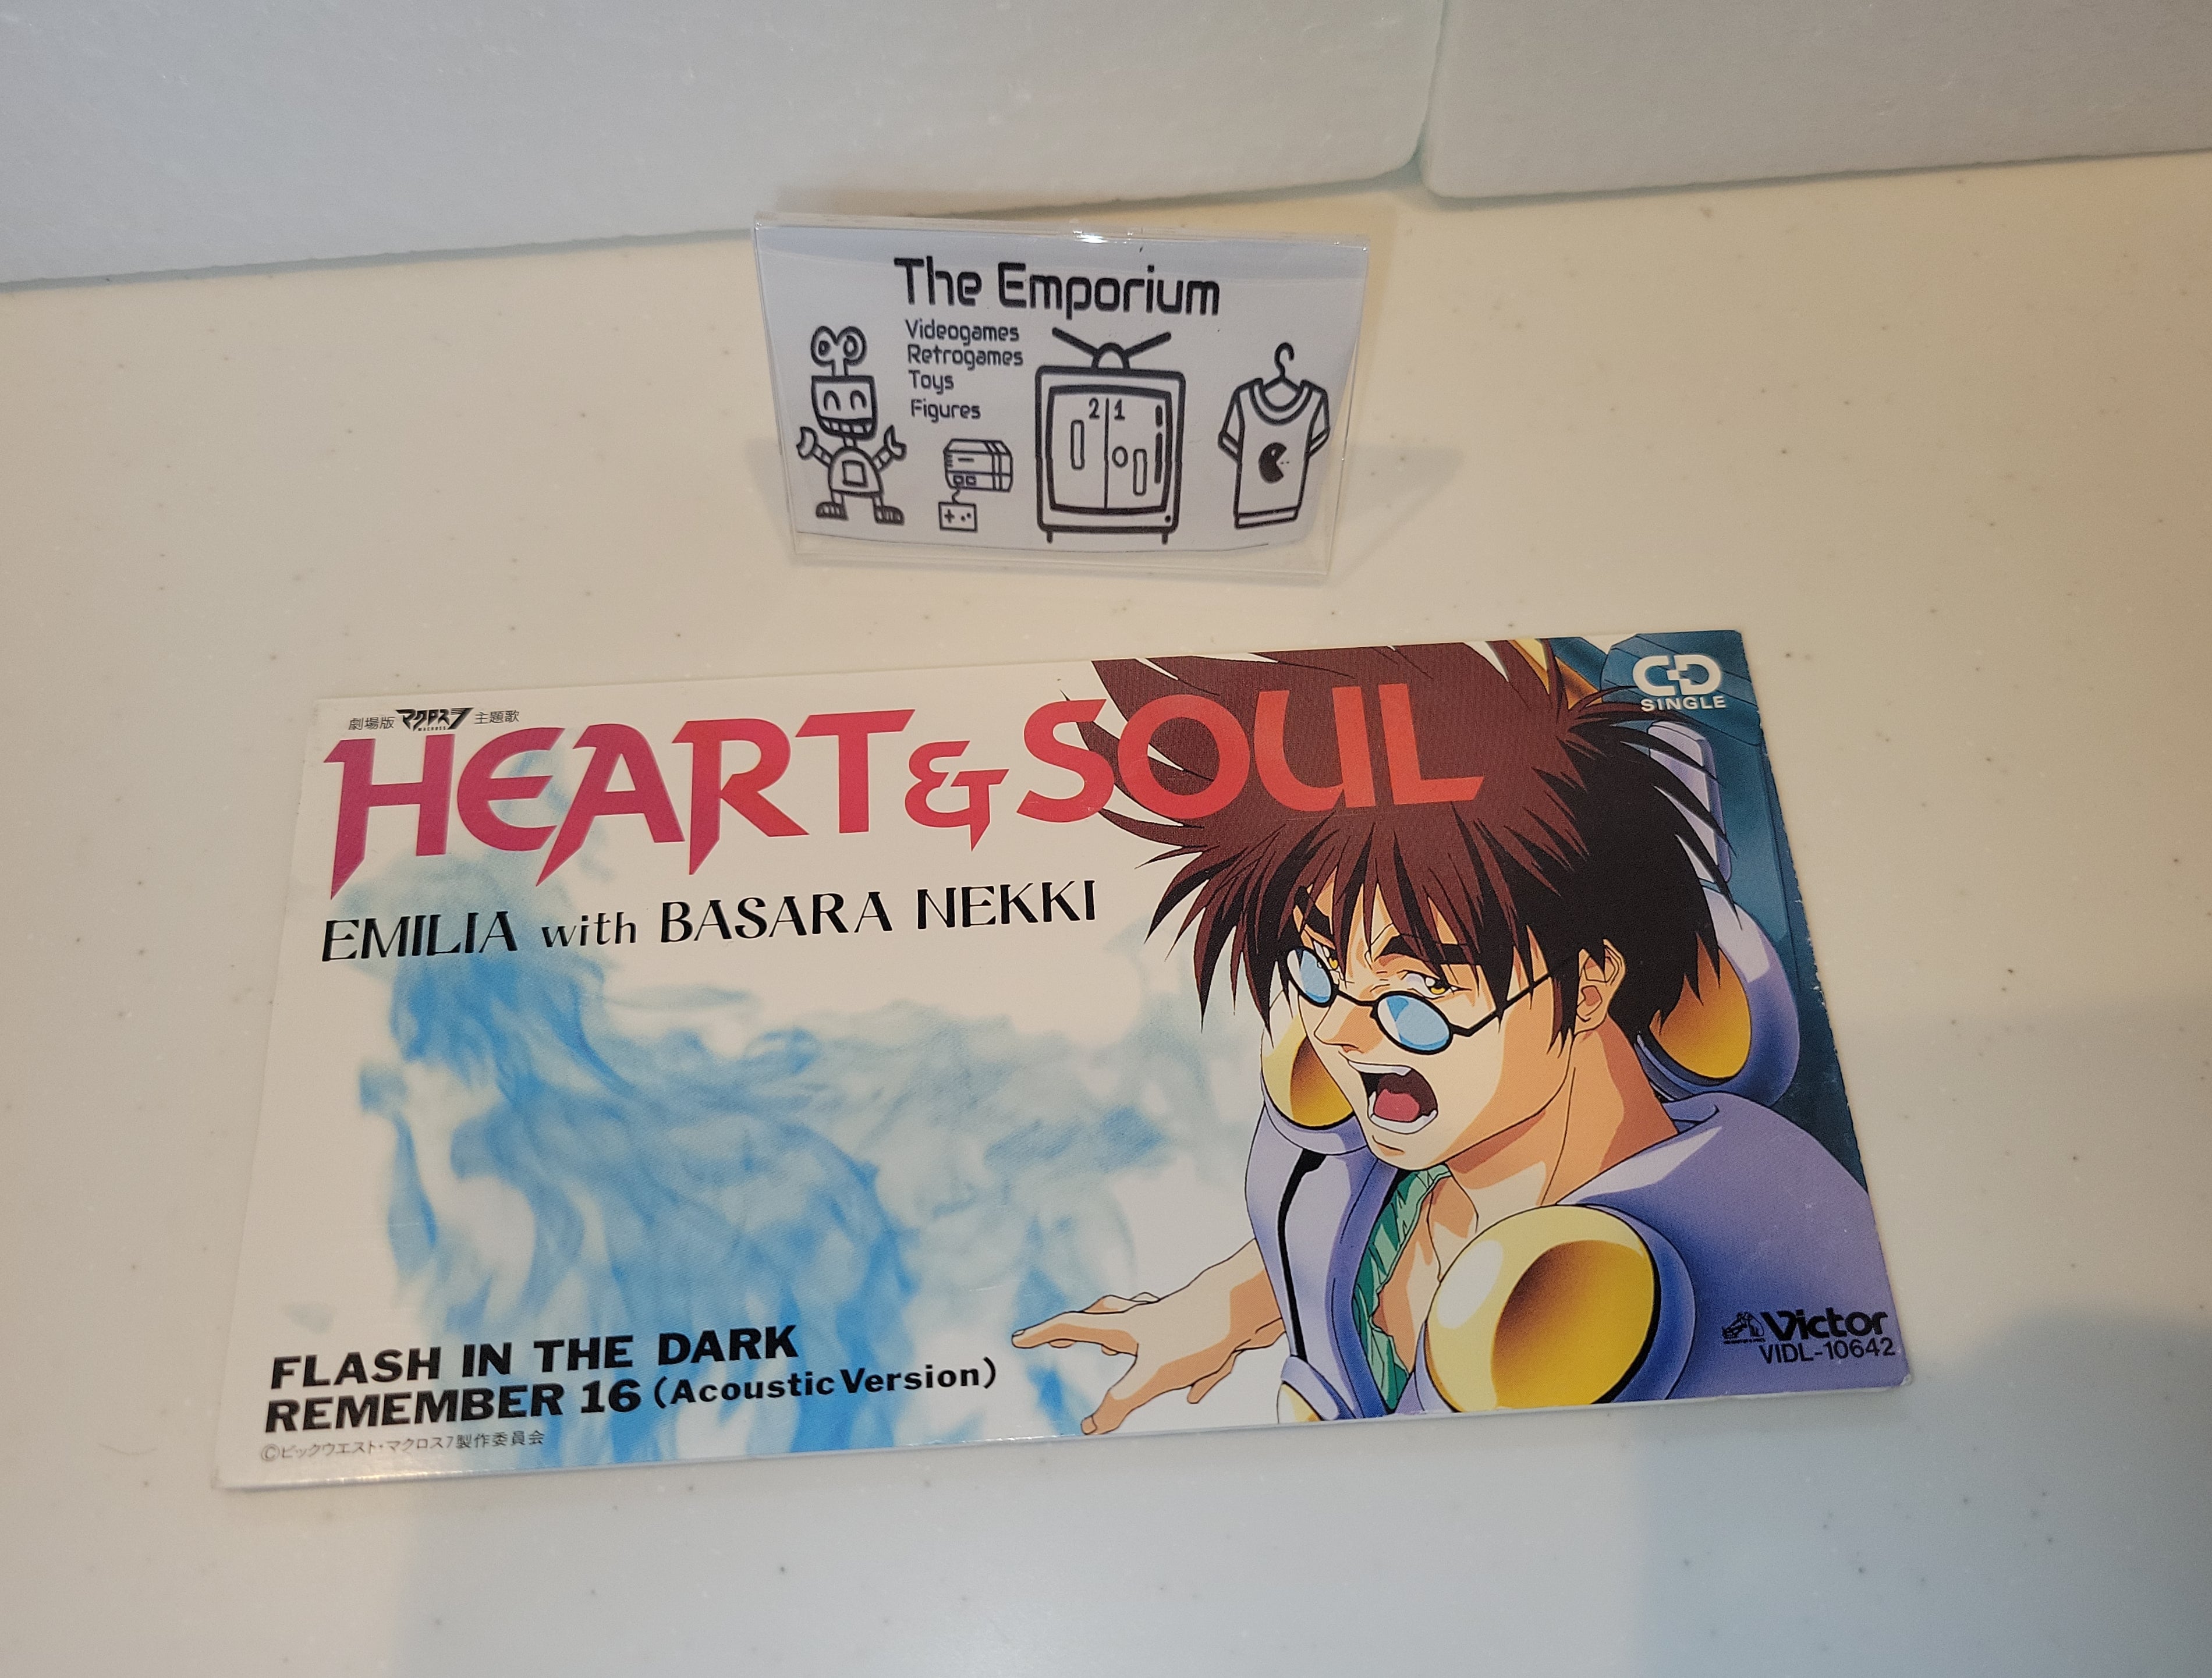 The Emporium
Videogames
Retrogames
Toys
Figures
2 1
劇場版 マクロス7 主題歌
MACROSS
HEART & SOUL
CD
SINGLE
EMILIA with BASARA NEKKI
FLASH IN THE DARK
REMEMBER 16 (Acoustic Version)
©ビックウエスト・マクロス7製作委員会
Victor
VIDL-10642